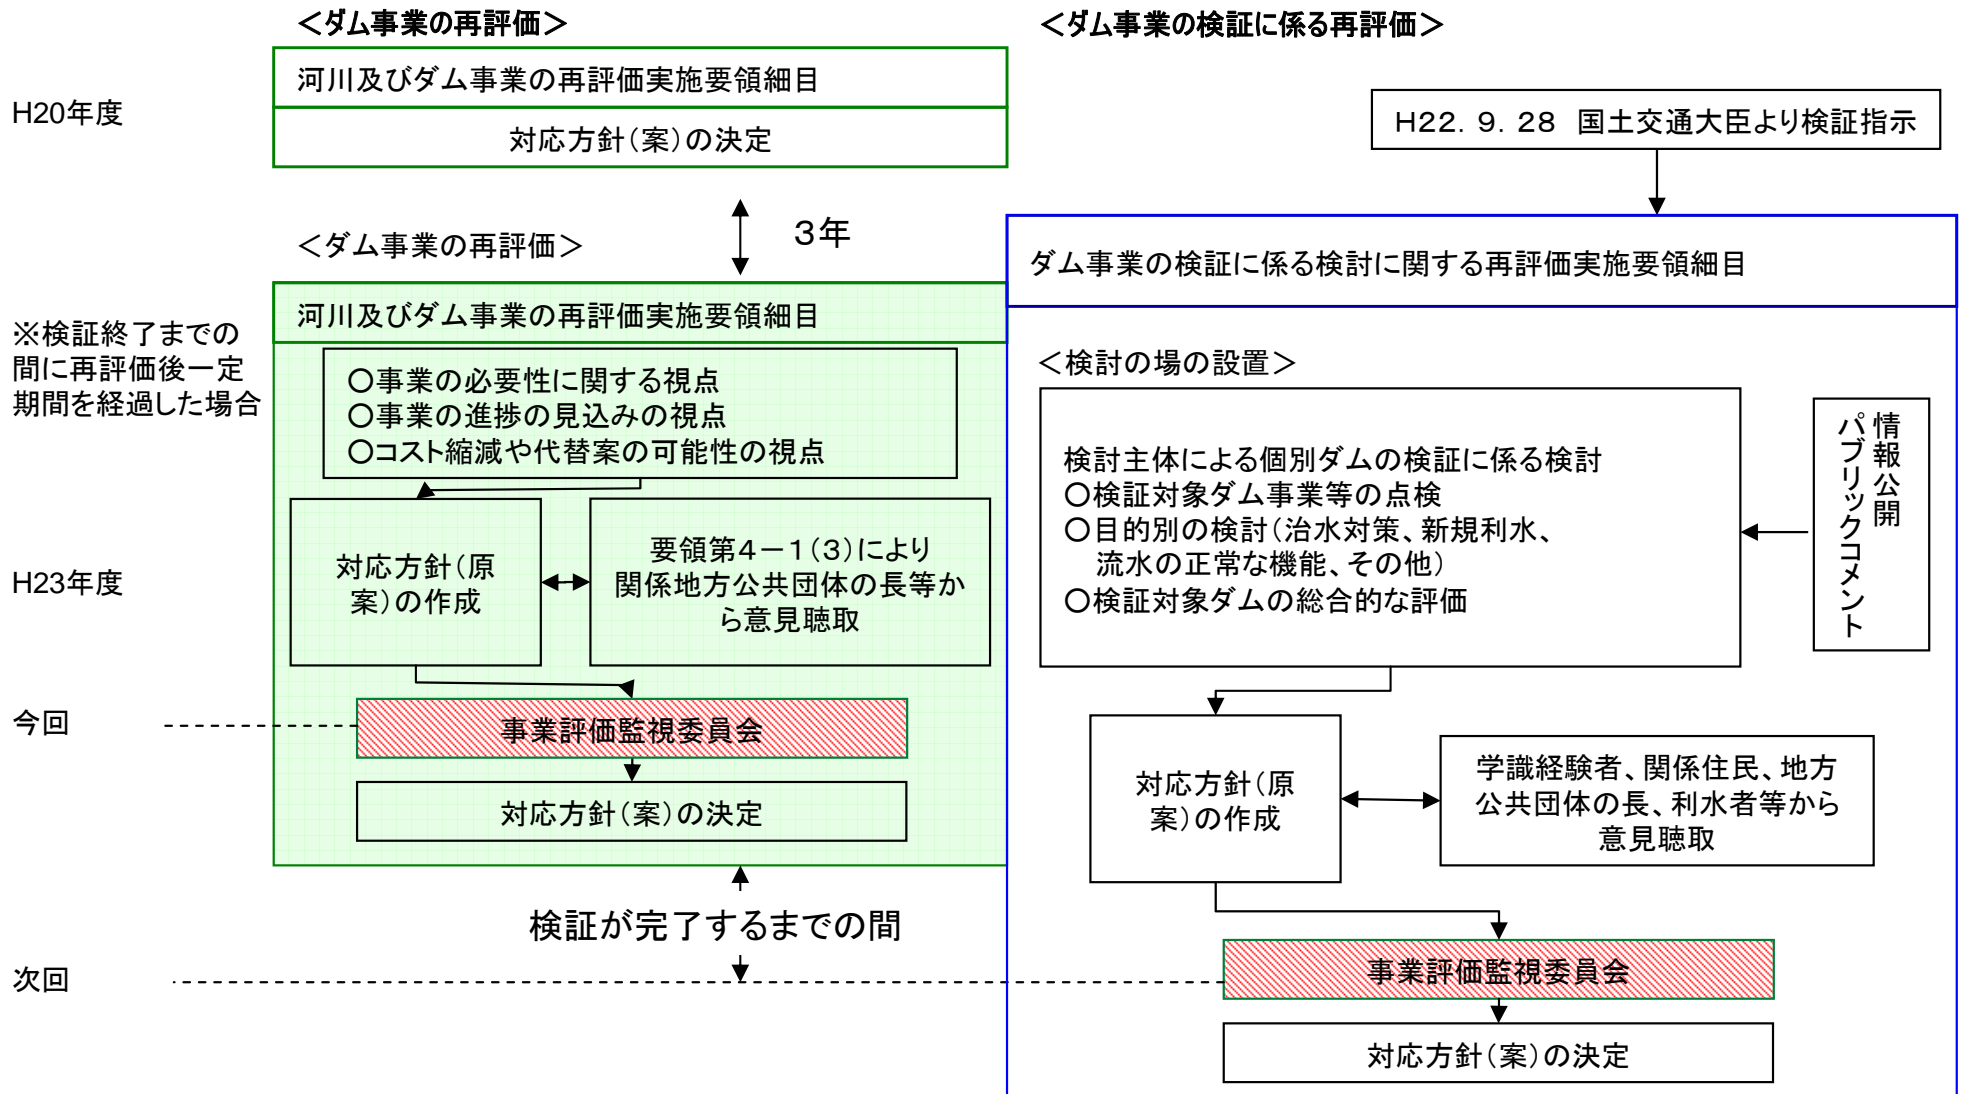 ＜ダム事業の再評価＞
＜ダム事業の検証に係る再評価＞
河川及びダム事業の再評価実施要領細目
H20年度
対応方針（案）の決定
H22．9．28　国土交通大臣より検証指示
3年
＜ダム事業の再評価＞
ダム事業の検証に係る検討に関する再評価実施要領細目
河川及びダム事業の再評価実施要領細目
※検証終了までの
間に再評価後一定
期間を経過した場合
〇事業の必要性に関する視点
〇事業の進捗の見込みの視点
〇コスト縮減や代替案の可能性の視点
＜検討の場の設置＞
検討主体による個別ダムの検証に係る検討
〇検証対象ダム事業等の点検
〇目的別の検討（治水対策、新規利水、
流水の正常な機能、その他）
〇検証対象ダムの総合的な評価
情報公開
パブリックコメント
H23年度
対応方針（原
案）の作成
要領第4－1（3）により
関係地方公共団体の長等か
ら意見聴取
今回
事業評価監視委員会
対応方針（案）の決定
対応方針（原
案）の作成
学識経験者、関係住民、地方
公共団体の長、利水者等から
意見聴取
検証が完了するまでの間
次回
事業評価監視委員会
対応方針（案）の決定